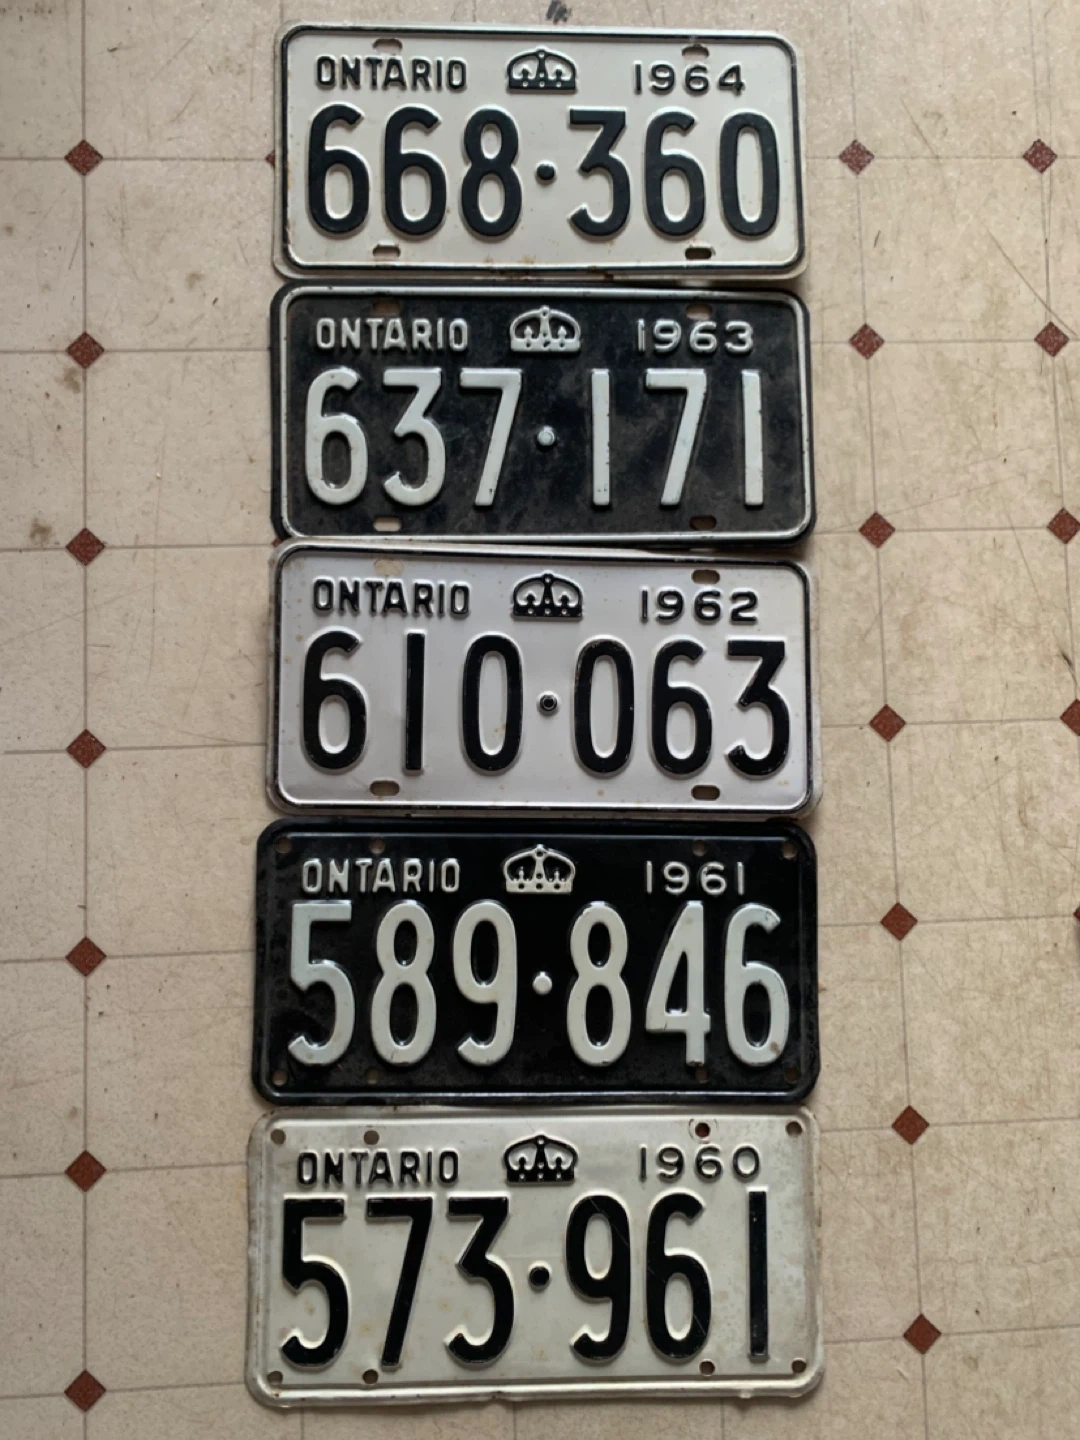 ONTARIO 1964
668·360
ONTARIO 1963
637·171
ONTARIO 1962
610·063
ONTARIO 1961
589·846
ONTARIO 1960
573·961